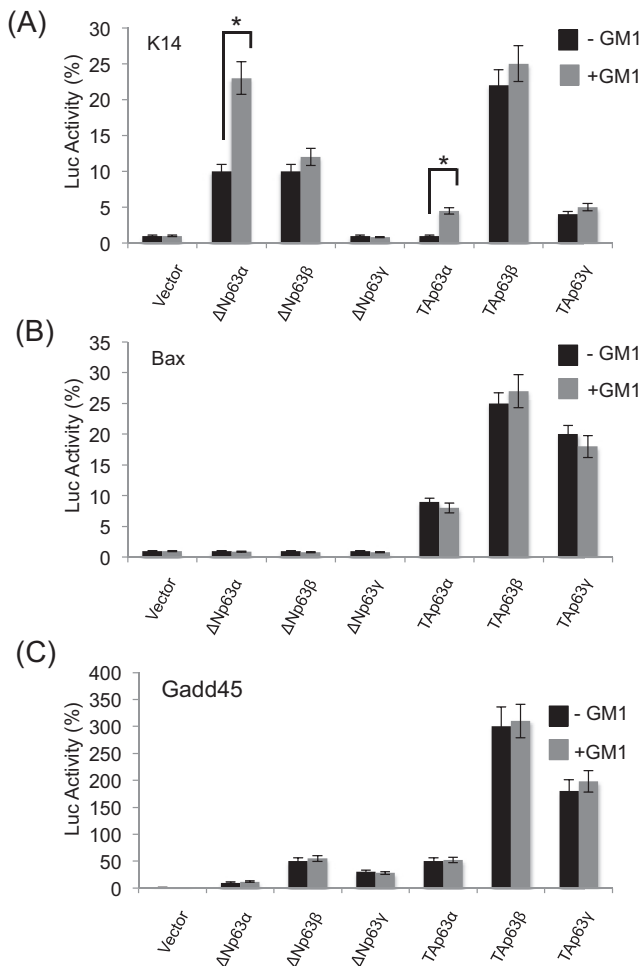 (A)
K14
- GM1
+GM1
Luc Activity (%)
30
25
20
15
10
5
0
*
*
Vector
ΔNp63α
ΔNp63β
ΔNp63γ
TAp63α
TAp63β
TAp63γ
(B)
Bax
- GM1
+GM1
Luc Activity (%)
35
30
25
20
15
10
5
0
Vector
ΔNp63α
ΔNp63β
ΔNp63γ
TAp63α
TAp63β
TAp63γ
(C)
Gadd45
- GM1
+GM1
Luc Activity (%)
400
350
300
250
200
150
100
50
0
Vector
ΔNp63α
ΔNp63β
ΔNp63γ
TAp63α
TAp63β
TAp63γ